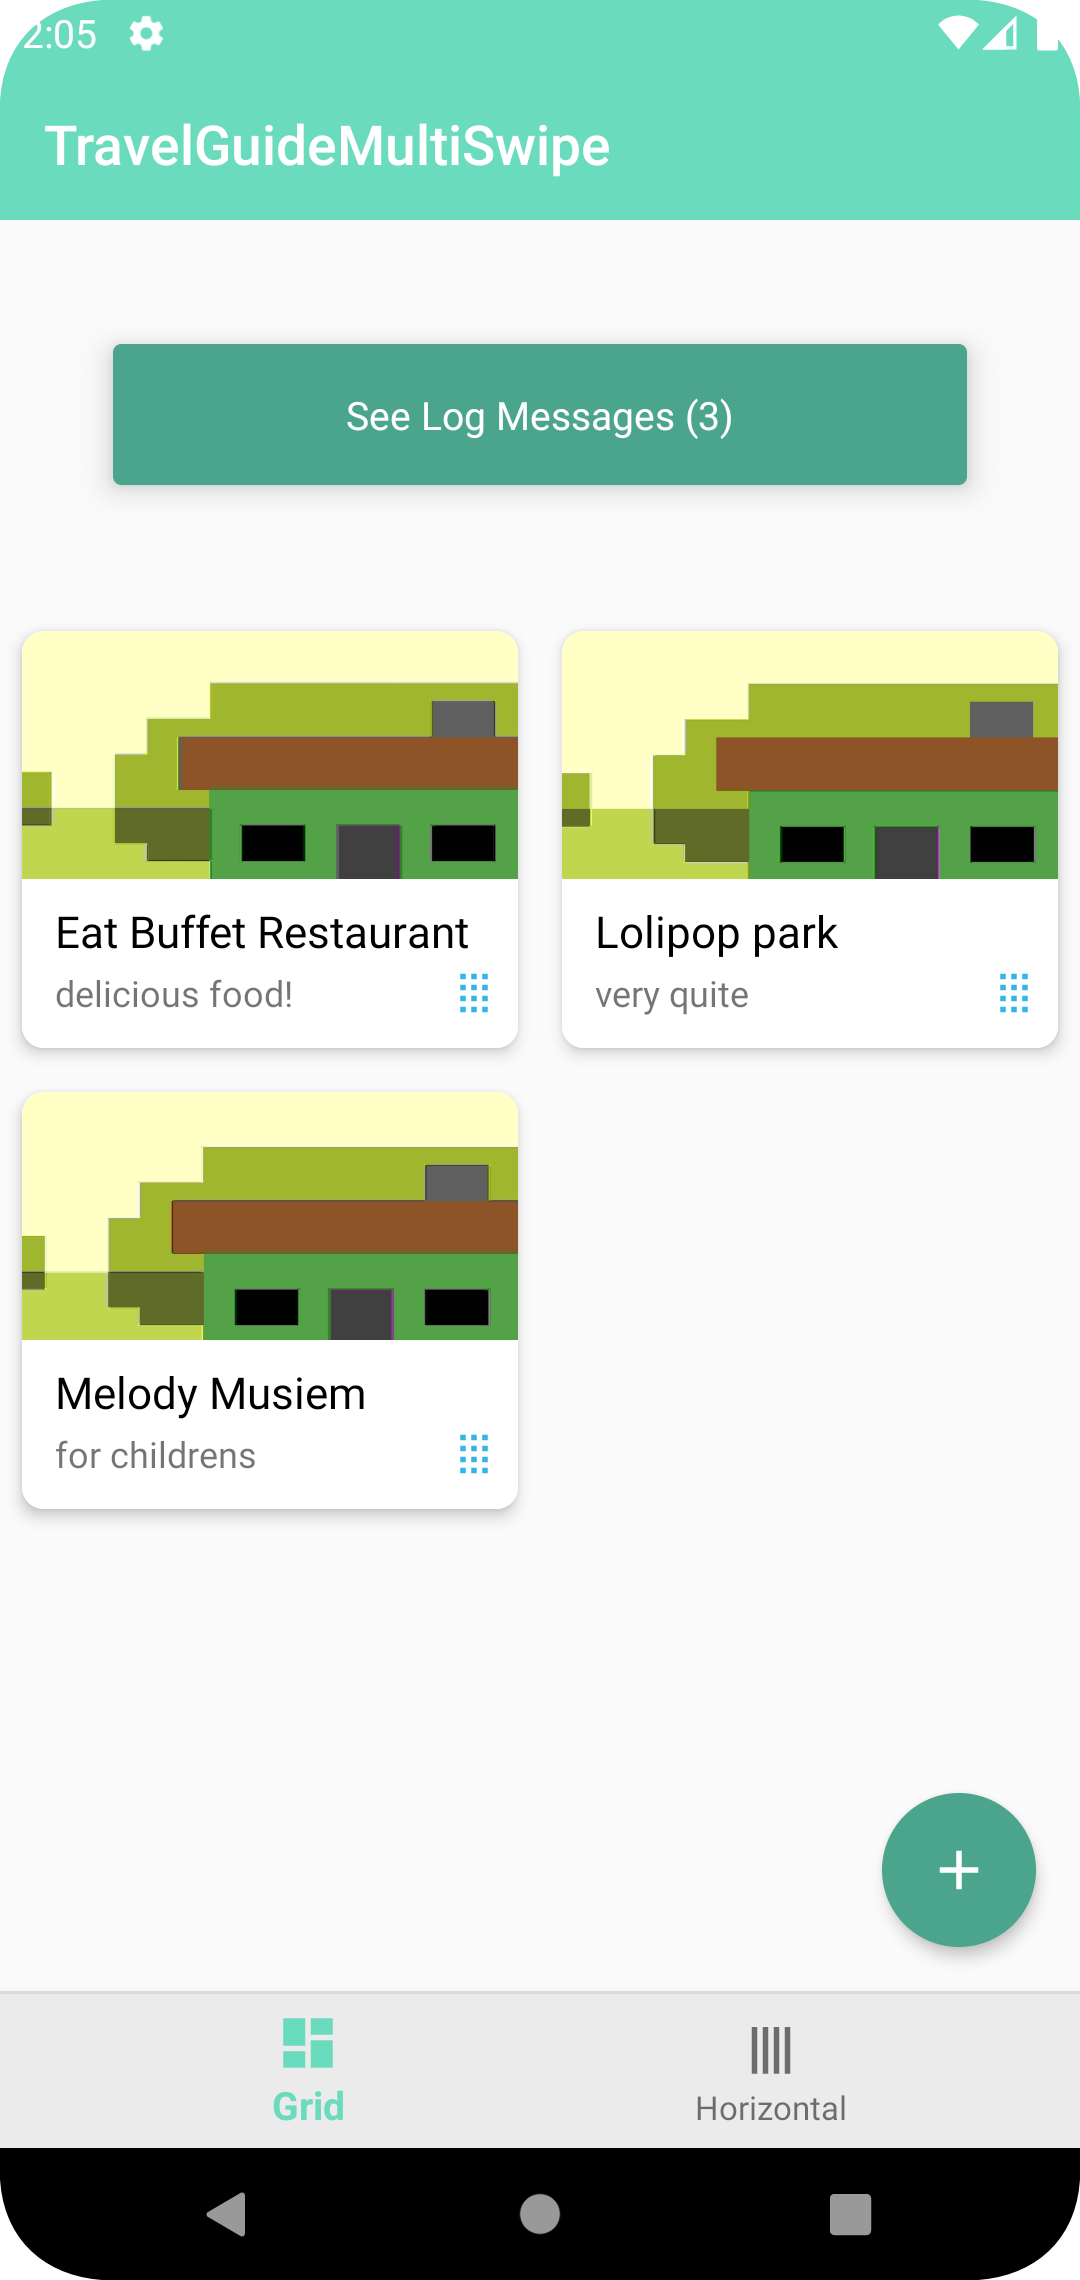 2:05
TravelGuideMultiSwipe
See Log Messages (3)
Eat Buffet Restaurant
delicious food!
Lolipop park
very quite
Melody Musiem
for childrens
Grid
Horizontal